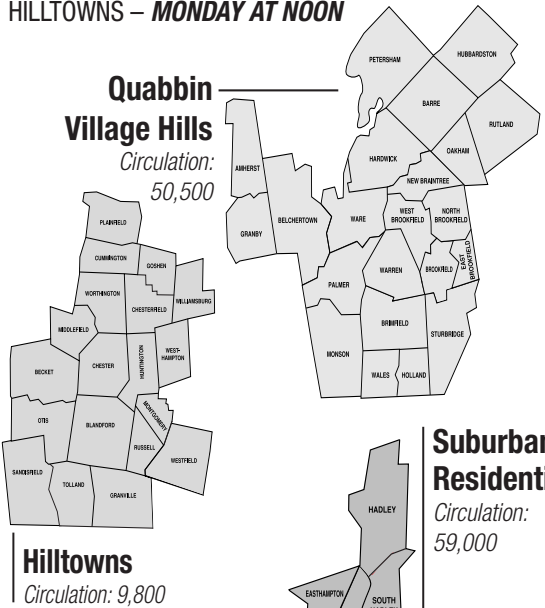 HILLTOWNS – MONDAY AT NOON
Quabbin
Village Hills
Circulation:
50,500
PETERSHAM
HUBBARDSTON
BARRE
RUTLAND
OAKHAM
HARDWICK
NEW BRAINTREE
AMHERST
BELCHERTOWN
GRANBY
WARE
WEST
BROOKFIELD
NORTH
BROOKFIELD
EAST
BROOKFIELD
BROOKFIELD
WARREN
PALMER
BRIMFIELD
STURBRIDGE
MONSON
WALES
HOLLAND
PLAINFIELD
CUMMINGTON
GOSHEN
WORTHINGTON
CHESTERFIELD
WILLIAMSBURG
MIDDLEFIELD
WEST-
HAMPTON
HUNTINGTON
CHESTER
BECKET
MONTGOMERY
OTIS
BLANDFORD
RUSSELL
WESTFIELD
SANDISFIELD
TOLLAND
GRANVILLE
Hilltowns
Circulation: 9,800
Circulation:
59,000
HADLEY
EASTHAMPTON
SOUTH